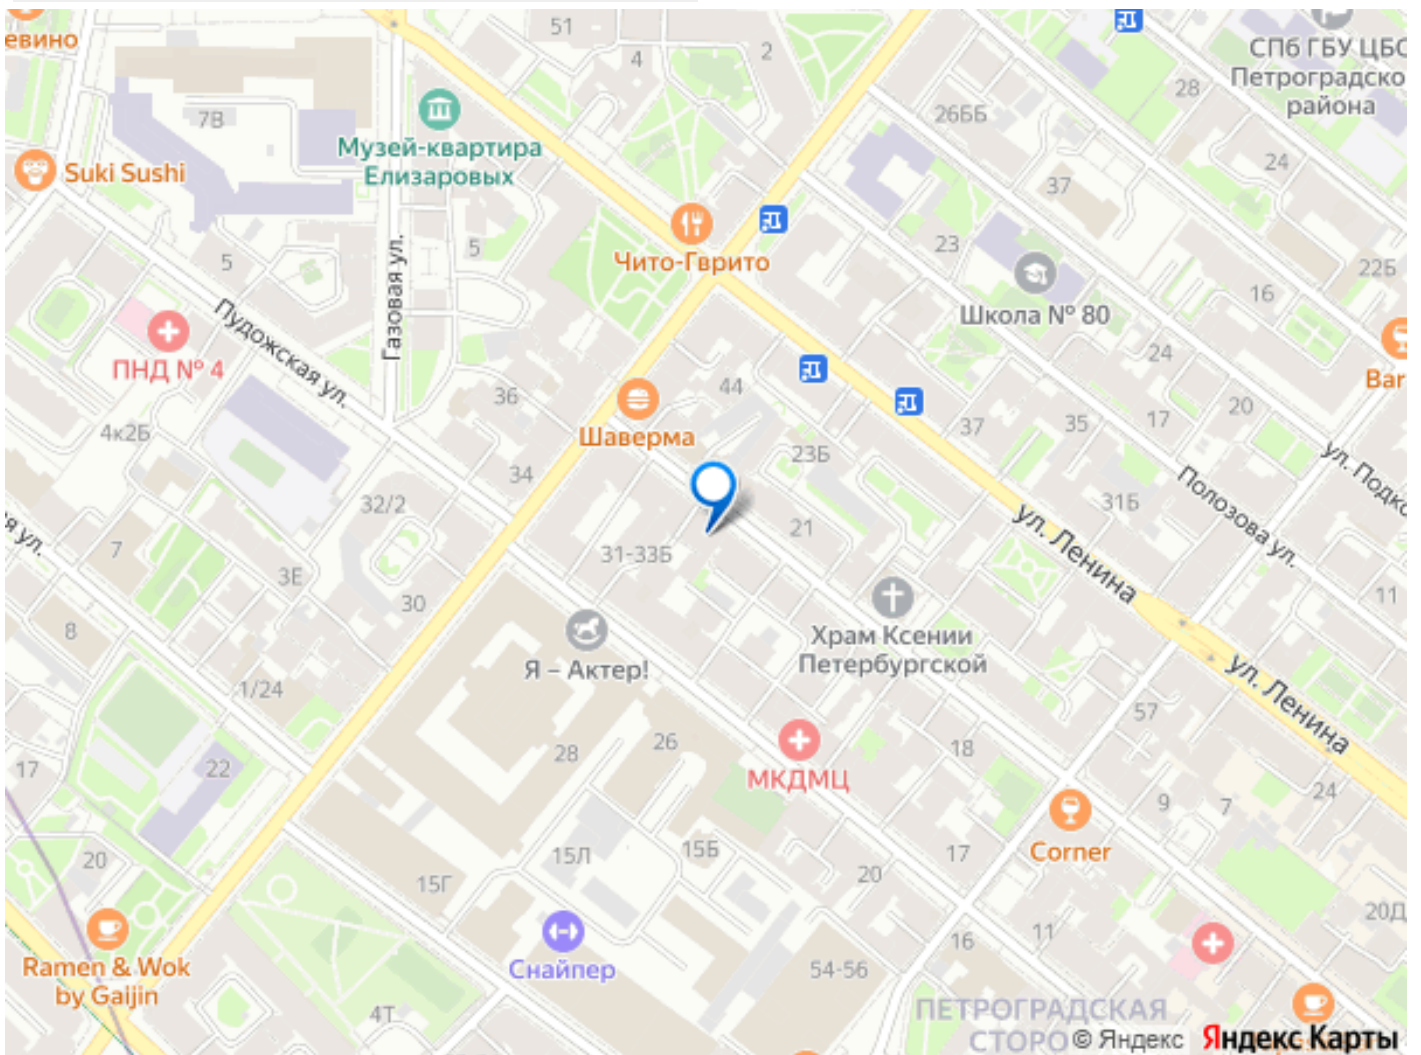 евино
51
2
4
СПб ГБУ ЦБС
Петроградско
района
28
26ББ
7В
Музей-квартира
Елизаровых
Suki Sushi
24
37
23
5
5
Чито-Гврито
22Б
16
Школа № 80
Газовая ул.
Пудожская ул.
ПНД № 4
24
Bar
44
36
20
17
35
37
4к2Б
Шаверма
23Б
ул. Подко
34
Полозова ул.
31Б
32/2
21
ул. Ленина
я ул.
7
31-33Б
3Е
30
11
8
Храм Ксении
Петербургской
Я – Актер!
ул. Ленина
1/24
57
26
28
18
17
22
МКДМЦ
24
9
7
Corner
15Л
15Б
17
20
20
15Г
20Д
16
11
Ramen & Wok
by Gaijin
Снайпер
54-56
4Т
ПЕТРОГРАДСКАЯ
СТОРО
© Яндекс
Яндекс Карты